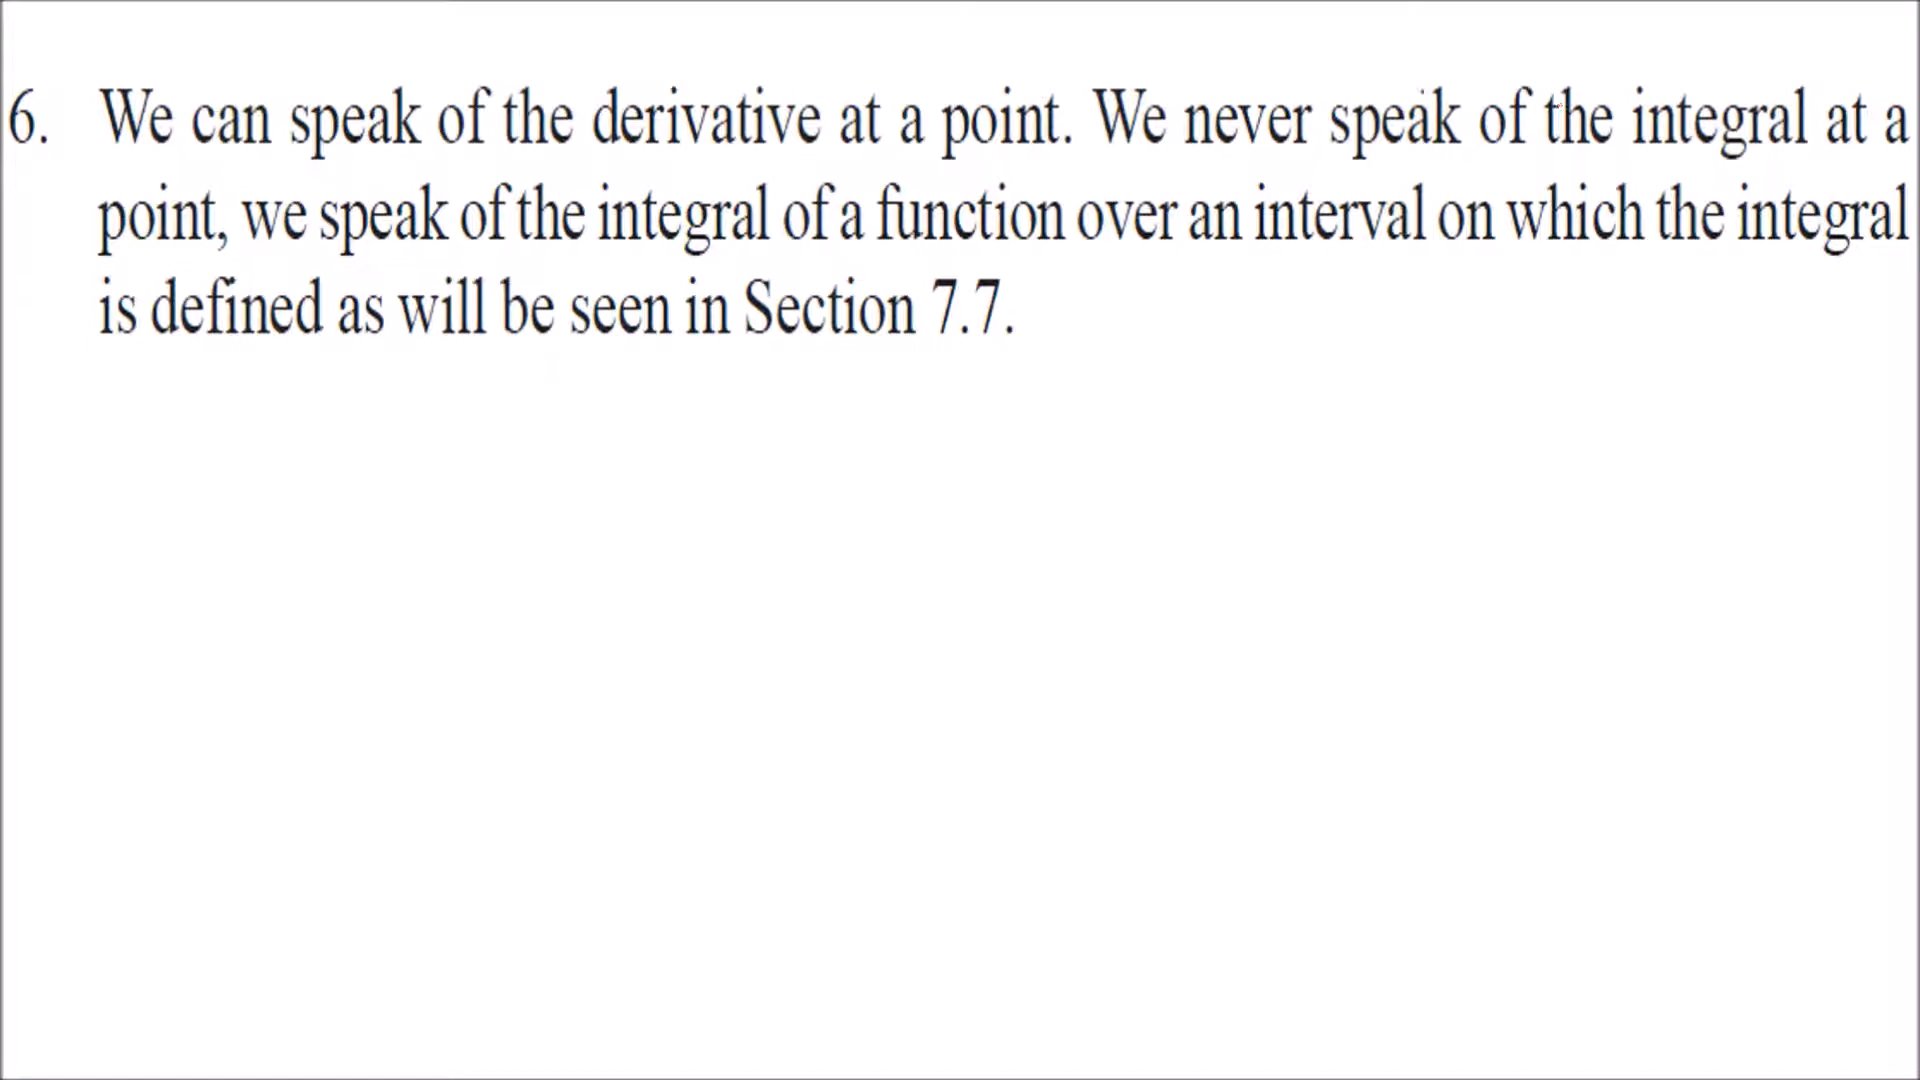 6. We can speak of the derivative at a point. We never speak of the integral at a
point, we speak of the integral of a function over an interval on which the integral
is defined as will be seen in Section 7.7.